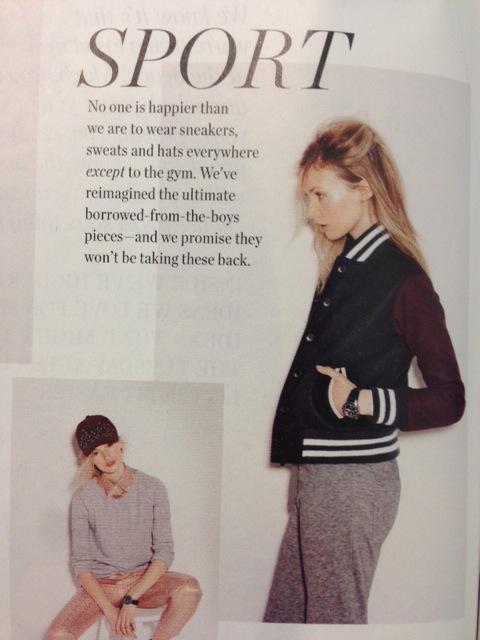 SPORT
No one is happier than
we are to wear sneakers,
sweats and hats everywhere
except to the gym. We've
reimagined the ultimate
borrowed-from-the-boys
pieces—and we promise they
won't be taking these back.